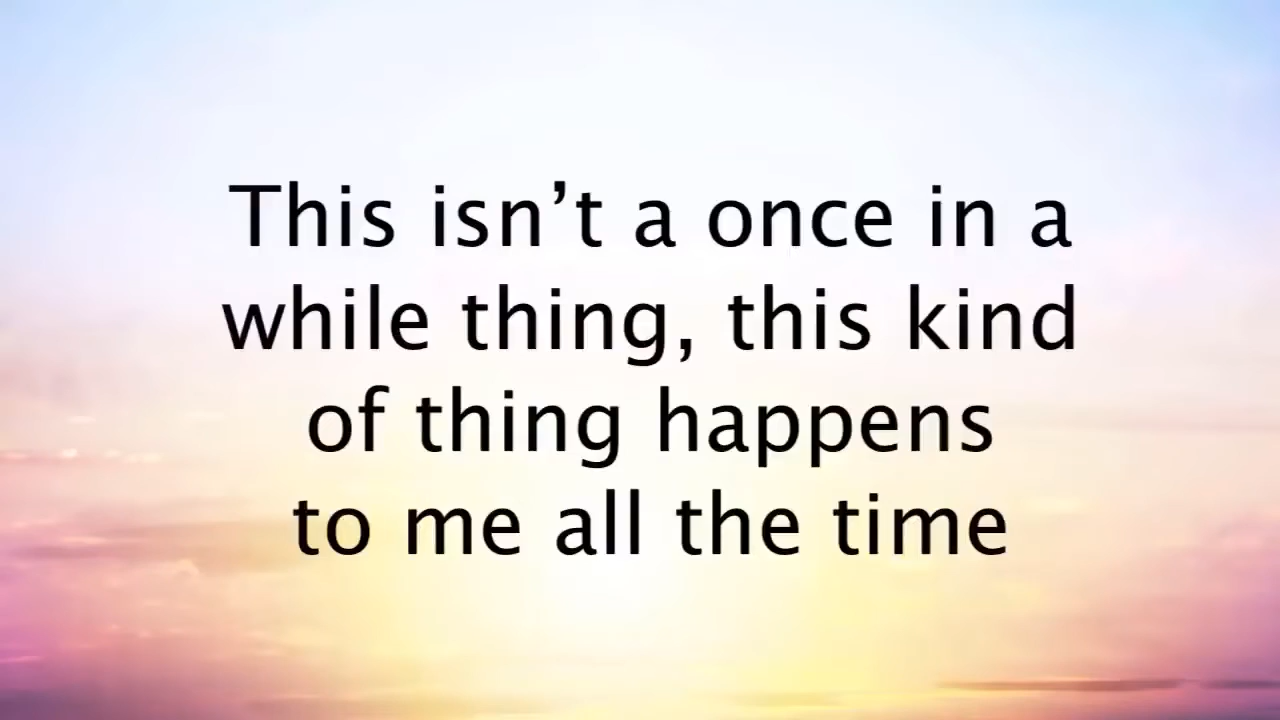 This isn’t a once in a
while thing, this kind
of thing happens
to me all the time